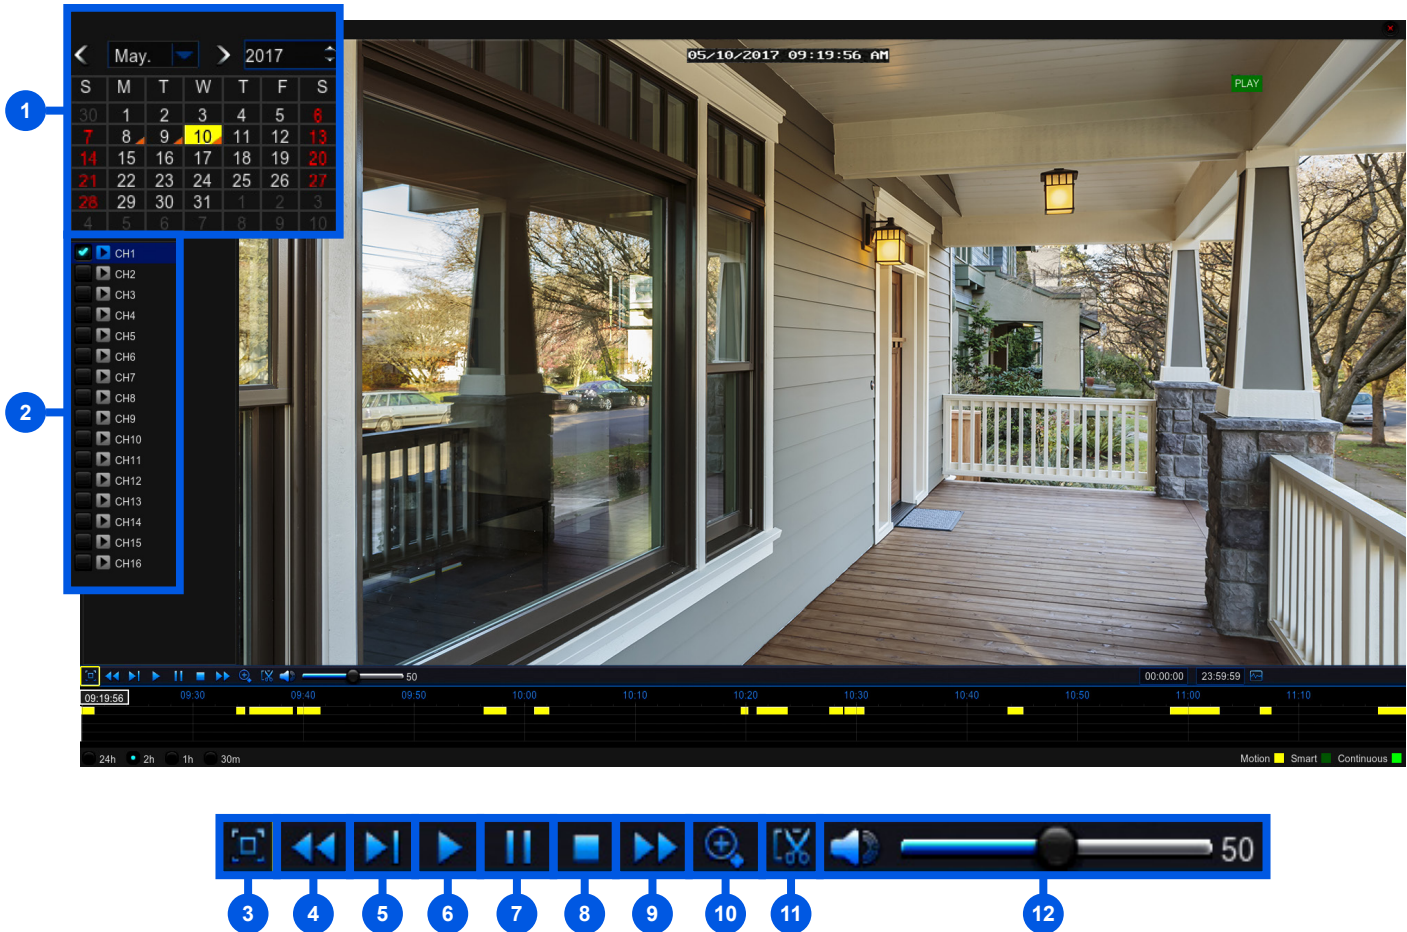 May. 2017
S M T W T F S
30 1 2 3 4 5 6
7 8 9 10 11 12 13
14 15 16 17 18 19 20
21 22 23 24 25 26 27
28 29 30 31 1 2 3
4 5 6 7 8 9 10
1
05/10/2017 09:19:56 AM
PLAY
CH1
CH2
CH3
CH4
CH5
CH6
CH7
CH8
CH9
CH10
CH11
CH12
CH13
CH14
CH15
CH16
2
50
00:00:00 23:59:59
09:19:56 09:30 09:40 09:50 10:00 10:10 10:20 10:30 10:40 10:50 11:00 11:10
24h 2h 1h 30m
Motion Smart Continuous
50
3 4 5 6 7 8 9 10 11 12